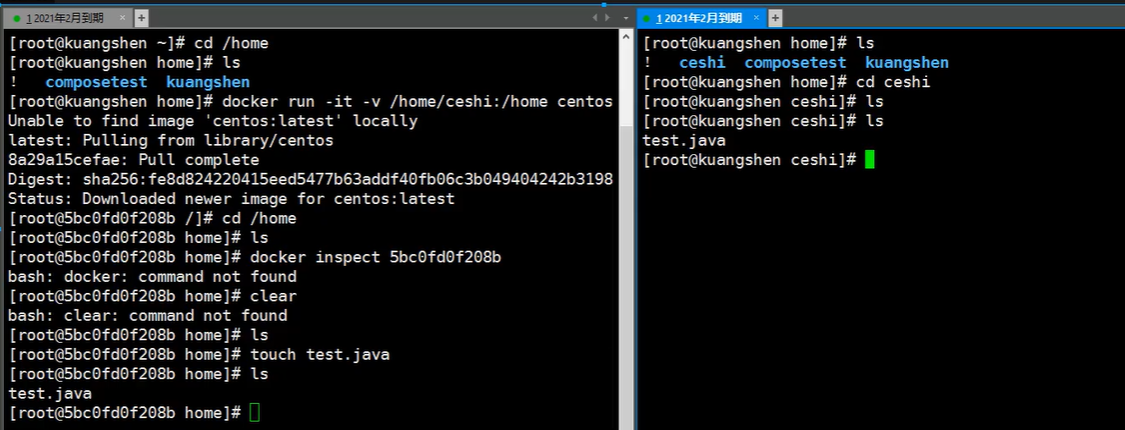 1 2021年2月到期 × +
[root@kuangshen ~]# cd /home
[root@kuangshen home]# ls
!   composetest  kuangshen
[root@kuangshen home]# docker run -it -v /home/ceshi:/home centos
Unable to find image 'centos:latest' locally
latest: Pulling from library/centos
8a29a15cefae: Pull complete
Digest: sha256:fe8d824220415eed5477b63addf40fb06c3b049404242b3198
Status: Downloaded newer image for centos:latest
[root@5bc0fd0f208b /]# cd /home
[root@5bc0fd0f208b home]# ls
[root@5bc0fd0f208b home]# docker inspect 5bc0fd0f208b
bash: docker: command not found
[root@5bc0fd0f208b home]# clear
bash: clear: command not found
[root@5bc0fd0f208b home]# ls
[root@5bc0fd0f208b home]# touch test.java
[root@5bc0fd0f208b home]# ls
test.java
[root@5bc0fd0f208b home]#
1 2021年2月到期 × +
[root@kuangshen home]# ls
!   ceshi  composetest  kuangshen
[root@kuangshen home]# cd ceshi
[root@kuangshen ceshi]# ls
[root@kuangshen ceshi]# ls
test.java
[root@kuangshen ceshi]#